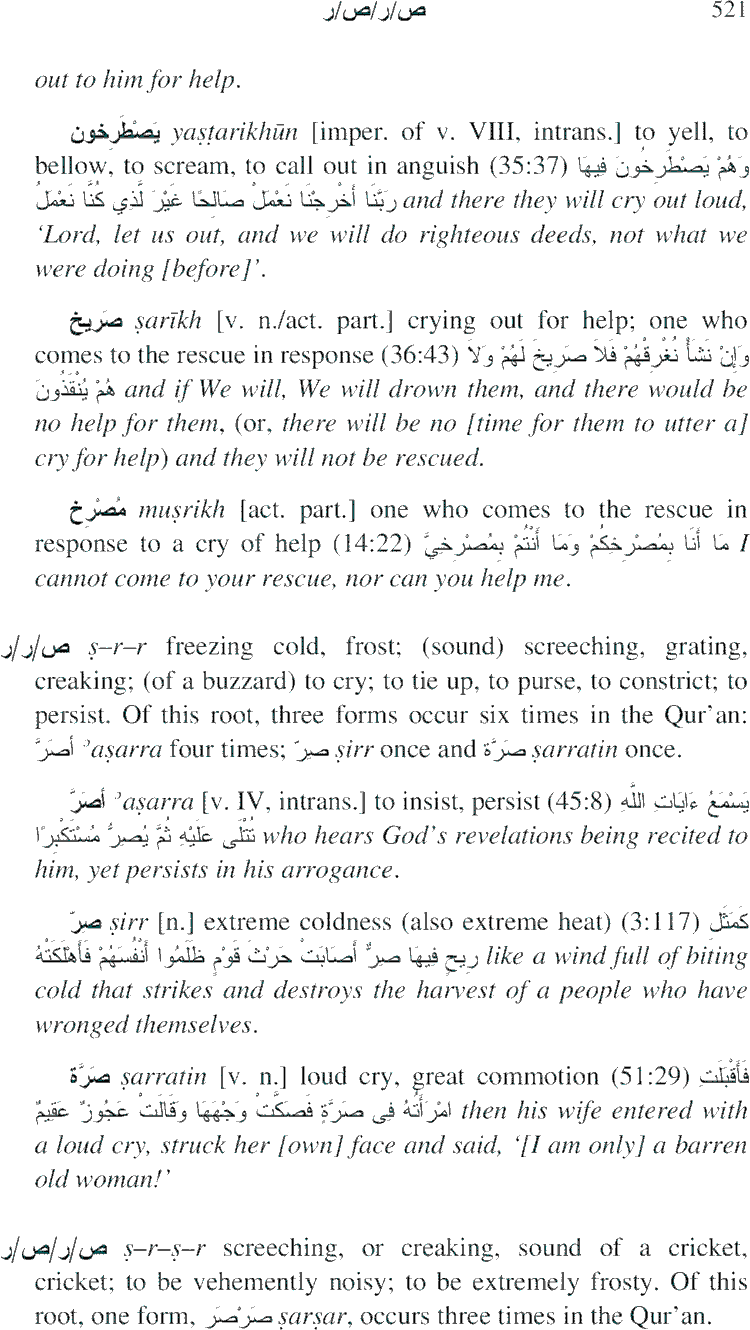 ص/ر/ص/ر 521
out to him for help.
يَصْطَرِخون yaṣṭarikhūn [imper. of v. VIII, intrans.] to yell, to
bellow, to scream, to call out in anguish (35:37) وَهُمْ يَصْطَرِخُونَ فِيهَا
رَبَّنَا أَخْرِجْنَا نَعْمَلْ صَالِحًا غَيْرَ لَّذِي كُنَّا نَعْمَلُ and there they will cry out loud,
‘Lord, let us out, and we will do righteous deeds, not what we
were doing [before]’.
صَريخ ṣarīkh [v. n./act. part.] crying out for help; one who
comes to the rescue in response (36:43) وَإِنْ نَشَأْ نُغْرِقْهُمْ فَلاَ صَرِيخَ لَهُمْ وَلاَ
هُمْ يُنْقَذُونَ and if We will, We will drown them, and there would be
no help for them, (or, there will be no [time for them to utter a]
cry for help) and they will not be rescued.
مُصْرِخ muṣrikh [act. part.] one who comes to the rescue in
response to a cry of help (14:22) مَا أَنَا بِمُصْرِخِكُمْ وَمَا أَنْتُمْ بِمُصْرِخِيَّ I
cannot come to your rescue, nor can you help me.
ص/ر/ر ṣ–r–r freezing cold, frost; (sound) screeching, grating,
creaking; (of a buzzard) to cry; to tie up, to purse, to constrict; to
persist. Of this root, three forms occur six times in the Qur’an:
أصَرَّ ʾaṣarra four times; صِرّ ṣirr once and صَرَّة ṣarratin once.
أصَرَّ ʾaṣarra [v. IV, intrans.] to insist, persist (45:8) يَسْمَعُ ءَايَاتِ اللَّهِ
تُتْلَى عَلَيْهِ ثُمَّ يُصِرُّ مُسْتَكْبِرًا who hears God’s revelations being recited to
him, yet persists in his arrogance.
صِرّ ṣirr [n.] extreme coldness (also extreme heat) (3:117) كَمَثَلِ
رِيحٍ فِيهَا صِرٌّ أَصَابَتْ حَرْثَ قَوْمٍ ظَلَمُوا أَنْفُسَهُمْ فَأَهْلَكَتْهُ like a wind full of biting
cold that strikes and destroys the harvest of a people who have
wronged themselves.
صَرَّة ṣarratin [v. n.] loud cry, great commotion (51:29) فَأَقْبَلَتِ
امْرَأَتُهُ فِى صَرَّةٍ فَصَكَّتْ وَجْهَهَا وَقَالَتْ عَجُوزٌ عَقِيمٌ then his wife entered with
a loud cry, struck her [own] face and said, ‘[I am only] a barren
old woman!’
ص/ر/ص/ر ṣ–r–ṣ–r screeching, or creaking, sound of a cricket,
cricket; to be vehemently noisy; to be extremely frosty. Of this
root, one form, صَرْصَر ṣarṣar, occurs three times in the Qur’an.